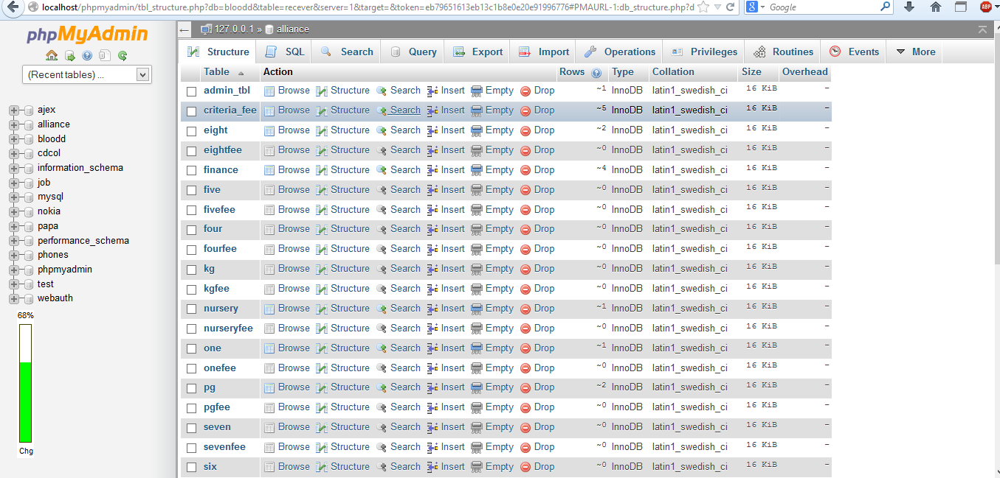 localhost/phpmyadmin/tbl_structure.php?db=bloodd&table=recever&server=1&target=&token=eb79651613eb13c1b8e0e20e91996776#PMAURL-1:db_structure.php?d
8 Google ABP
phpMyAdmin
(Recent tables) ...
ajex
alliance
bloodd
cdcol
information_schema
job
mysql
nokia
papa
performance_schema
phones
phpmyadmin
test
webauth
68%
Chg
127.0.0.1 » alliance
Structure SQL Search Query Export Import Operations Privileges Routines Events More
Table Action Rows Type Collation Size Overhead
admin_tbl Browse Structure Search Insert Empty Drop ~1 InnoDB latin1_swedish_ci 16 KiB -
criteria_fee Browse Structure Search Insert Empty Drop ~5 InnoDB latin1_swedish_ci 16 KiB -
eight Browse Structure Search Insert Empty Drop ~2 InnoDB latin1_swedish_ci 16 KiB -
eightfee Browse Structure Search Insert Empty Drop ~0 InnoDB latin1_swedish_ci 16 KiB -
finance Browse Structure Search Insert Empty Drop ~4 InnoDB latin1_swedish_ci 16 KiB -
five Browse Structure Search Insert Empty Drop ~0 InnoDB latin1_swedish_ci 16 KiB -
fivefee Browse Structure Search Insert Empty Drop ~0 InnoDB latin1_swedish_ci 16 KiB -
four Browse Structure Search Insert Empty Drop ~0 InnoDB latin1_swedish_ci 16 KiB -
fourfee Browse Structure Search Insert Empty Drop ~0 InnoDB latin1_swedish_ci 16 KiB -
kg Browse Structure Search Insert Empty Drop ~0 InnoDB latin1_swedish_ci 16 KiB -
kgfee Browse Structure Search Insert Empty Drop ~0 InnoDB latin1_swedish_ci 16 KiB -
nursery Browse Structure Search Insert Empty Drop ~1 InnoDB latin1_swedish_ci 16 KiB -
nurseryfee Browse Structure Search Insert Empty Drop ~0 InnoDB latin1_swedish_ci 16 KiB -
one Browse Structure Search Insert Empty Drop ~1 InnoDB latin1_swedish_ci 16 KiB -
onefee Browse Structure Search Insert Empty Drop ~0 InnoDB latin1_swedish_ci 16 KiB -
pg Browse Structure Search Insert Empty Drop ~2 InnoDB latin1_swedish_ci 16 KiB -
pgfee Browse Structure Search Insert Empty Drop ~0 InnoDB latin1_swedish_ci 16 KiB -
seven Browse Structure Search Insert Empty Drop ~0 InnoDB latin1_swedish_ci 16 KiB -
sevenfee Browse Structure Search Insert Empty Drop ~0 InnoDB latin1_swedish_ci 16 KiB -
six Browse Structure Search Insert Empty Drop ~0 InnoDB latin1_swedish_ci 16 KiB -